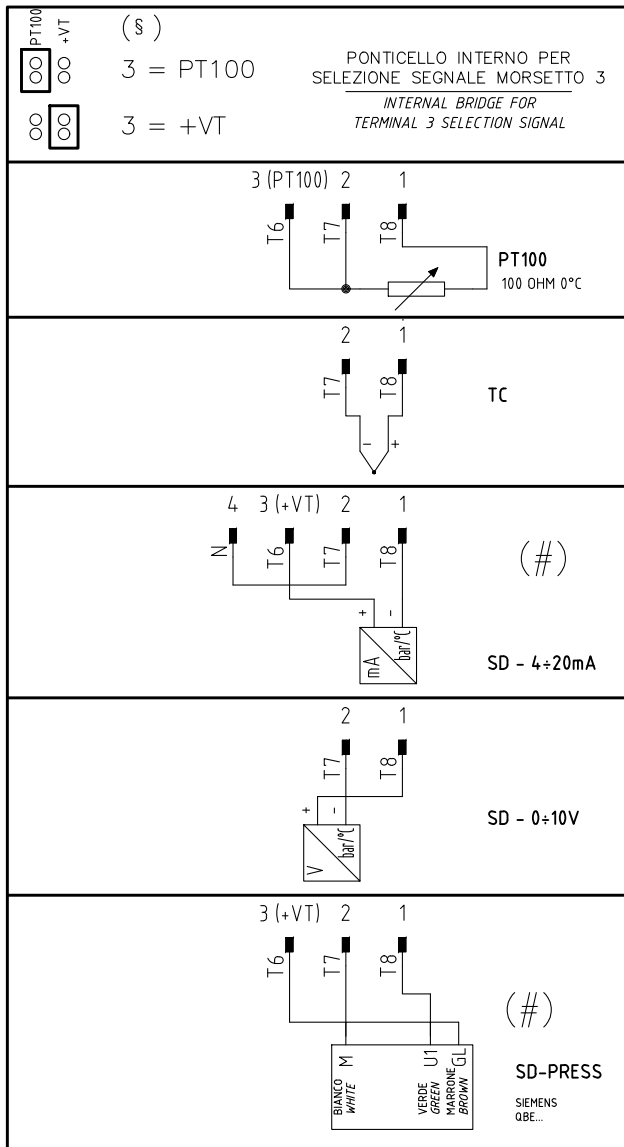 PT100 +VT (§)
3 = PT100
3 = +VT
PONTICELLO INTERNO PER
SELEZIONE SEGNALE MORSETTO 3
INTERNAL BRIDGE FOR
TERMINAL 3 SELECTION SIGNAL
3 (PT100) 2 1
T6 T7 T8
PT100
100 OHM 0°C
2 1
T7 T8
TC
- +
4 3 (+VT) 2 1
N T6 T7 T8
(#)
+ -
mA bar/°C
SD - 4÷20mA
2 1
T7 T8
SD - 0÷10V
+ -
V bar/°C
3 (+VT) 2 1
T6 T7 T8
(#)
M U1 GL
BIANCO VERDE MARRONE
WHITE GREEN BROWN
SD-PRESS
SIEMENS
QBE...